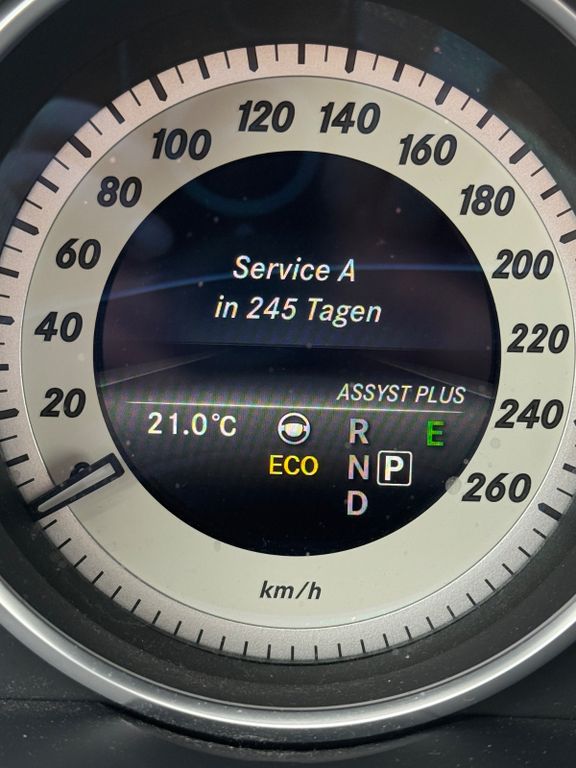 20
40
60
80
100
120
140
160
180
200
220
240
260
Service A
in 245 Tagen
ASSYST PLUS
21.0°C
ECO
R
N P
D
E
km/h